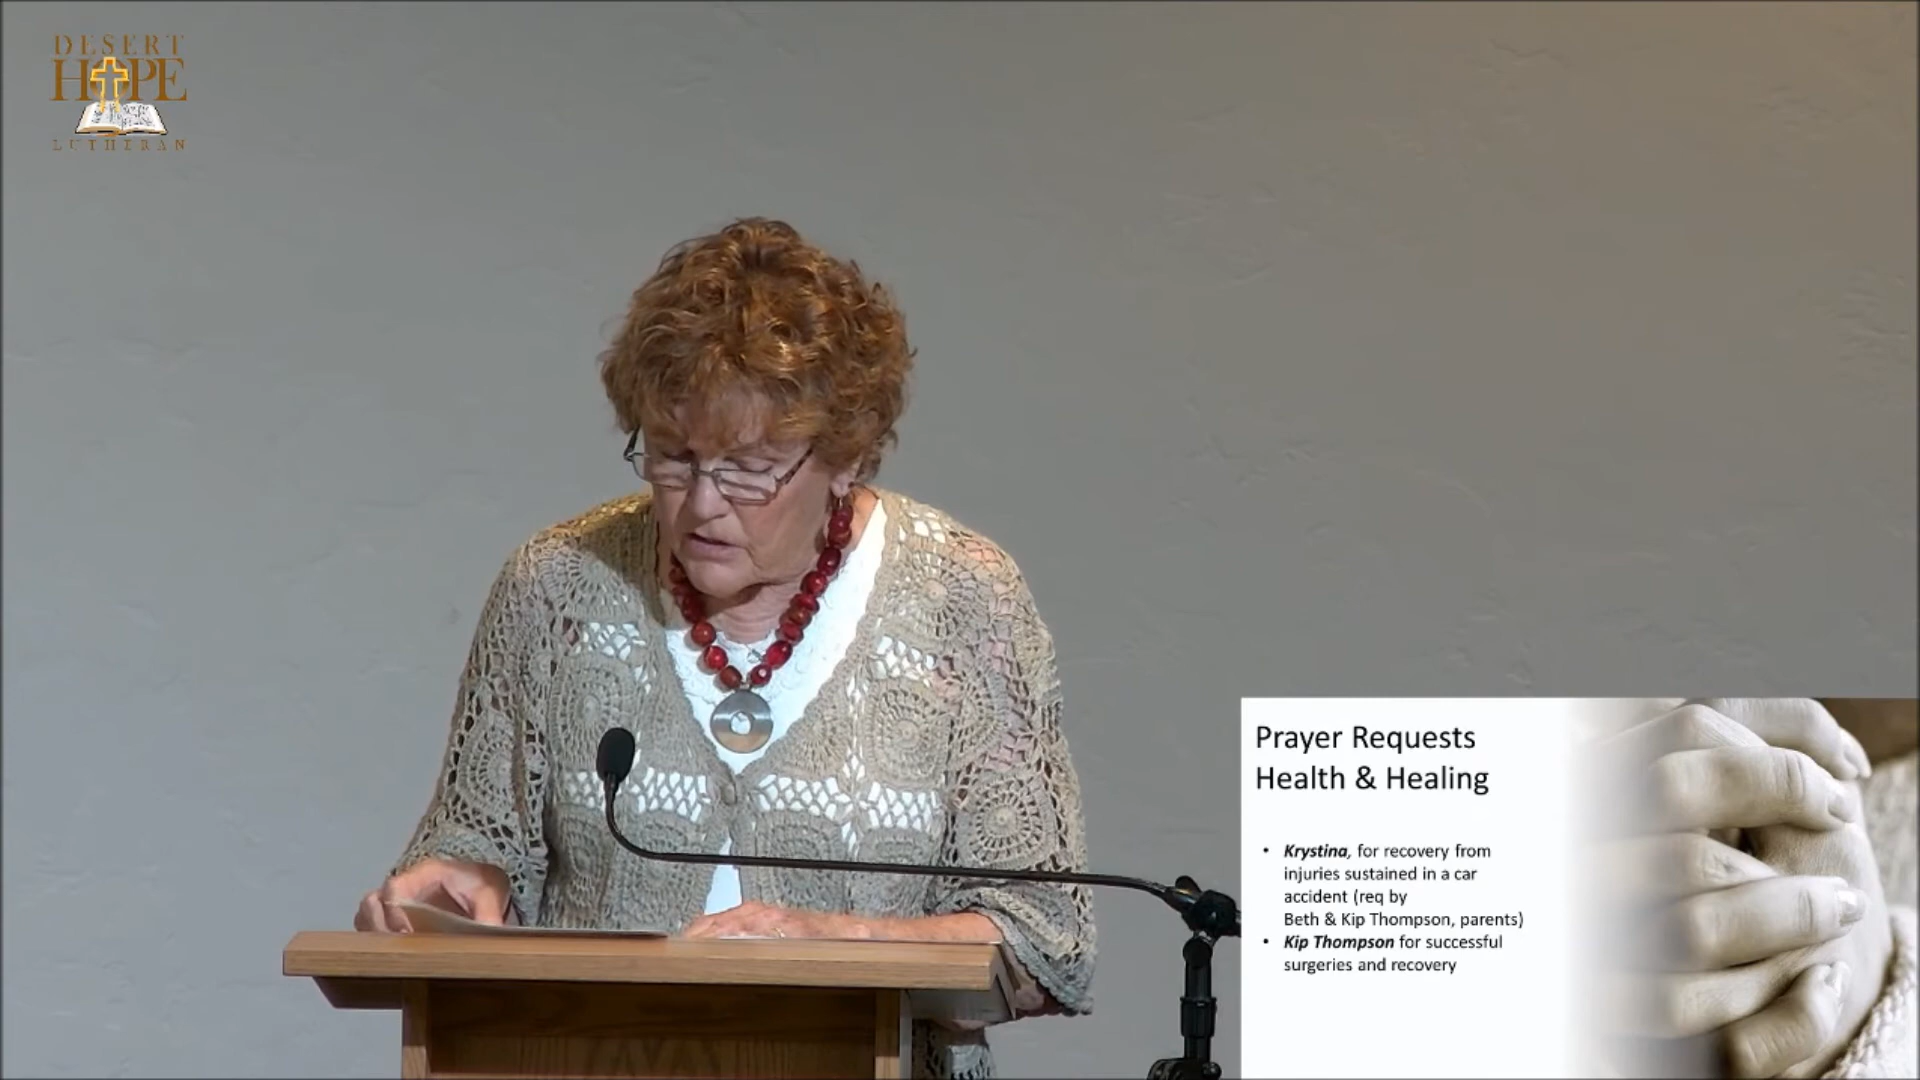 DESERT
HOPE
LUTHERAN
Prayer Requests
Health & Healing
• Krystina, for recovery from
injuries sustained in a car
accident (req by
Beth & Kip Thompson, parents)
• Kip Thompson for successful
surgeries and recovery